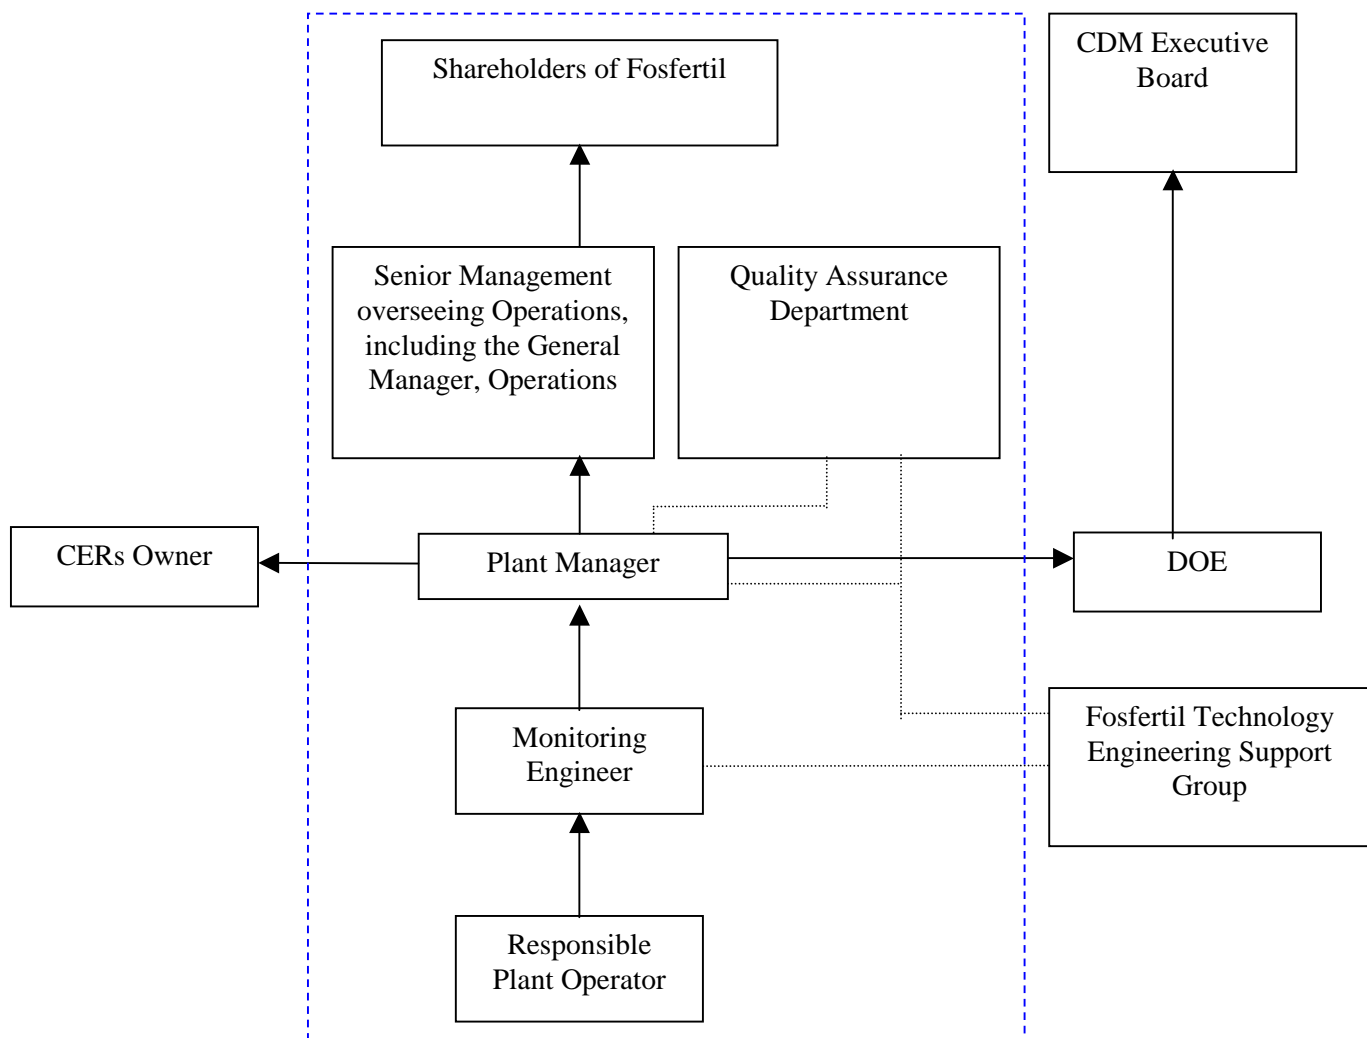 Shareholders of Fosfertil
CDM Executive
Board
Senior Management
overseeing Operations,
including the General
Manager, Operations
Quality Assurance
Department
CERs Owner
Plant Manager
DOE
Monitoring
Engineer
Fosfertil Technology
Engineering Support
Group
Responsible
Plant Operator